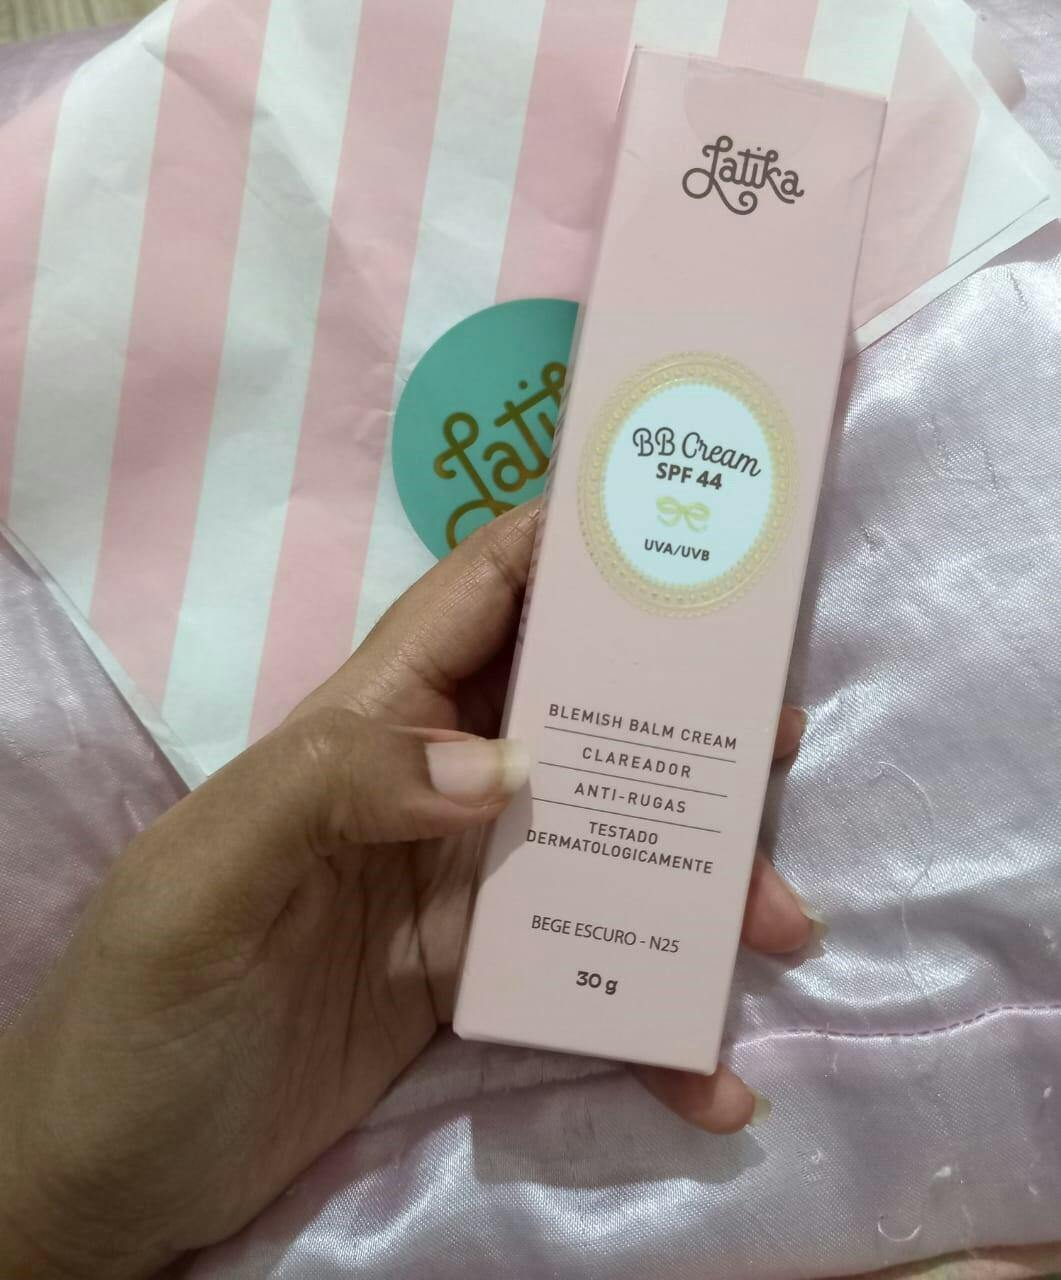 Latika
BB Cream
SPF 44
UVA/UVB
BLEMISH BALM CREAM
CLAREADOR
ANTI-RUGAS
TESTADO
DERMATOLOGICAMENTE
BEGE ESCURO - N25
30 g